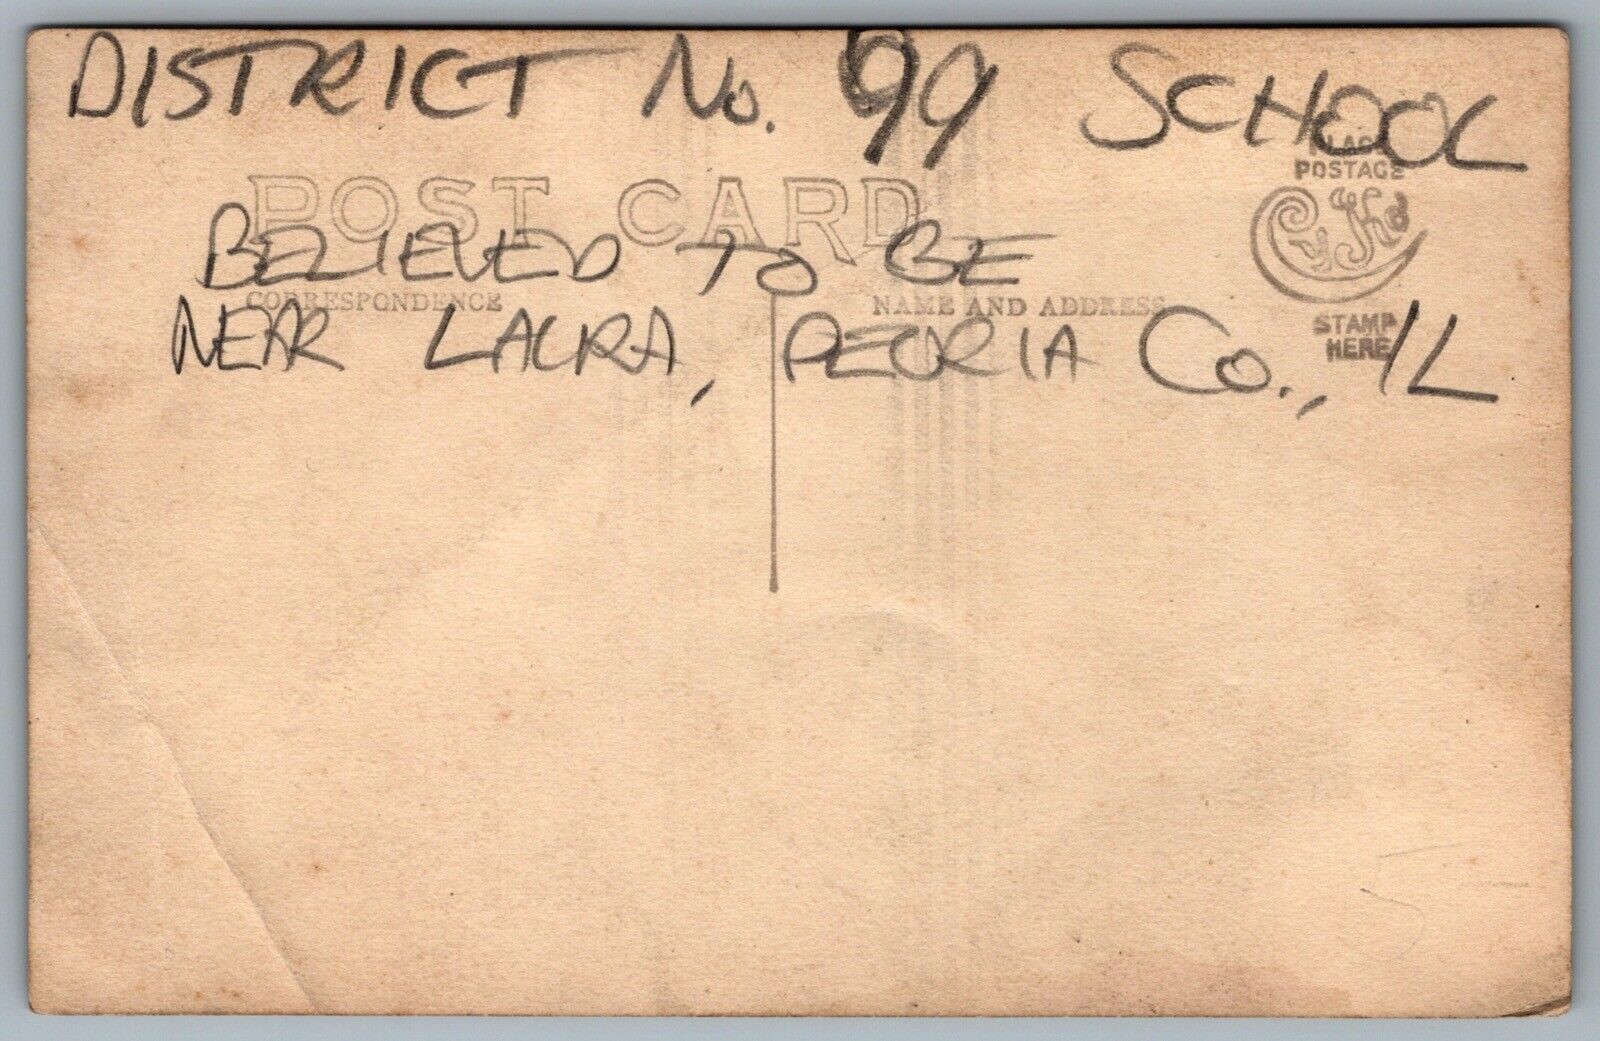 DISTRICT No. 99 SCHOOL
PLACE
POSTAGE
POST CARD
BELIEVED TO BE
CORRESPONDENCE
NAME AND ADDRESS
NEAR LAURA, PEORIA Co., IL
STAMP
HERE
5-